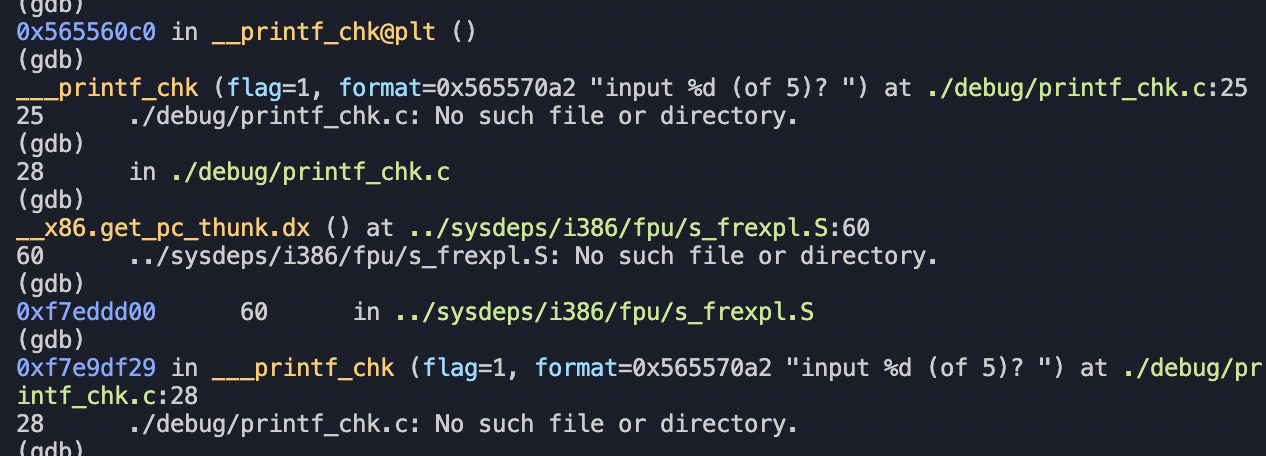 (gdb)
0x565560c0 in __printf_chk@plt ()
(gdb)
___printf_chk (flag=1, format=0x565570a2 "input %d (of 5)? ") at ./debug/printf_chk.c:25
25      ./debug/printf_chk.c: No such file or directory.
(gdb)
28      in ./debug/printf_chk.c
(gdb)
__x86.get_pc_thunk.dx () at ../sysdeps/i386/fpu/s_frexpl.S:60
60      ../sysdeps/i386/fpu/s_frexpl.S: No such file or directory.
(gdb)
0xf7eddd00      60      in ../sysdeps/i386/fpu/s_frexpl.S
(gdb)
0xf7e9df29 in ___printf_chk (flag=1, format=0x565570a2 "input %d (of 5)? ") at ./debug/pr
intf_chk.c:28
28      ./debug/printf_chk.c: No such file or directory.
(gdb)